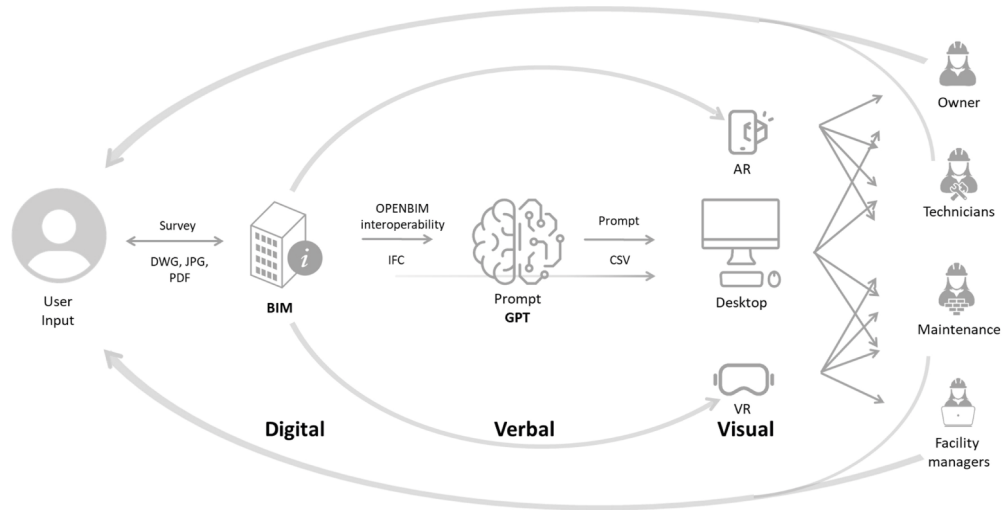 Owner
AR
Technicians
Survey
DWG, JPG,
PDF
OPENBIM
interoperability
IFC
Prompt
CSV
User
Input
i
BIM
Prompt
GPT
Desktop
Maintenance
VR
Digital
Verbal
Visual
Facility
managers